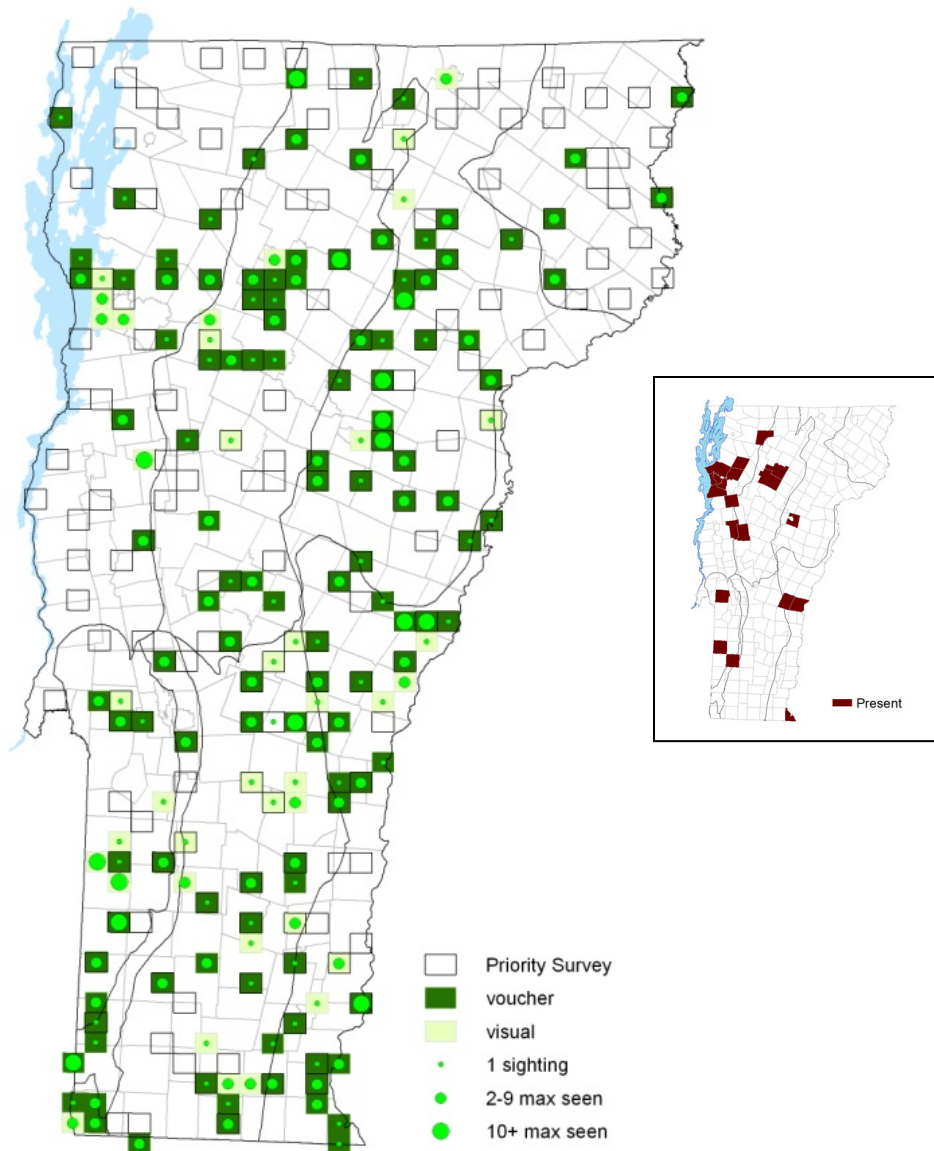 Present
Priority Survey
voucher
visual
1 sighting
2-9 max seen
10+ max seen